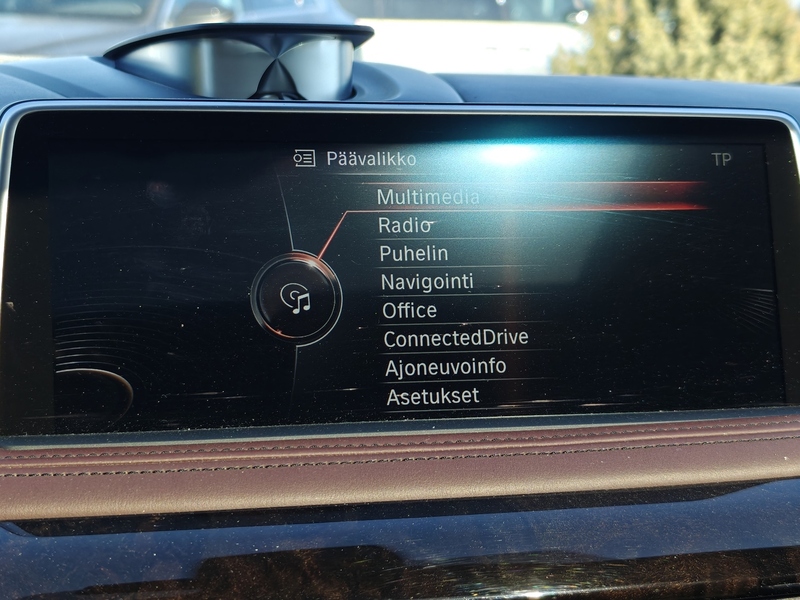 Päävalikko
TP
Multimedia
Radio
Puhelin
Navigointi
Office
ConnectedDrive
Ajoneuvoinfo
Asetukset